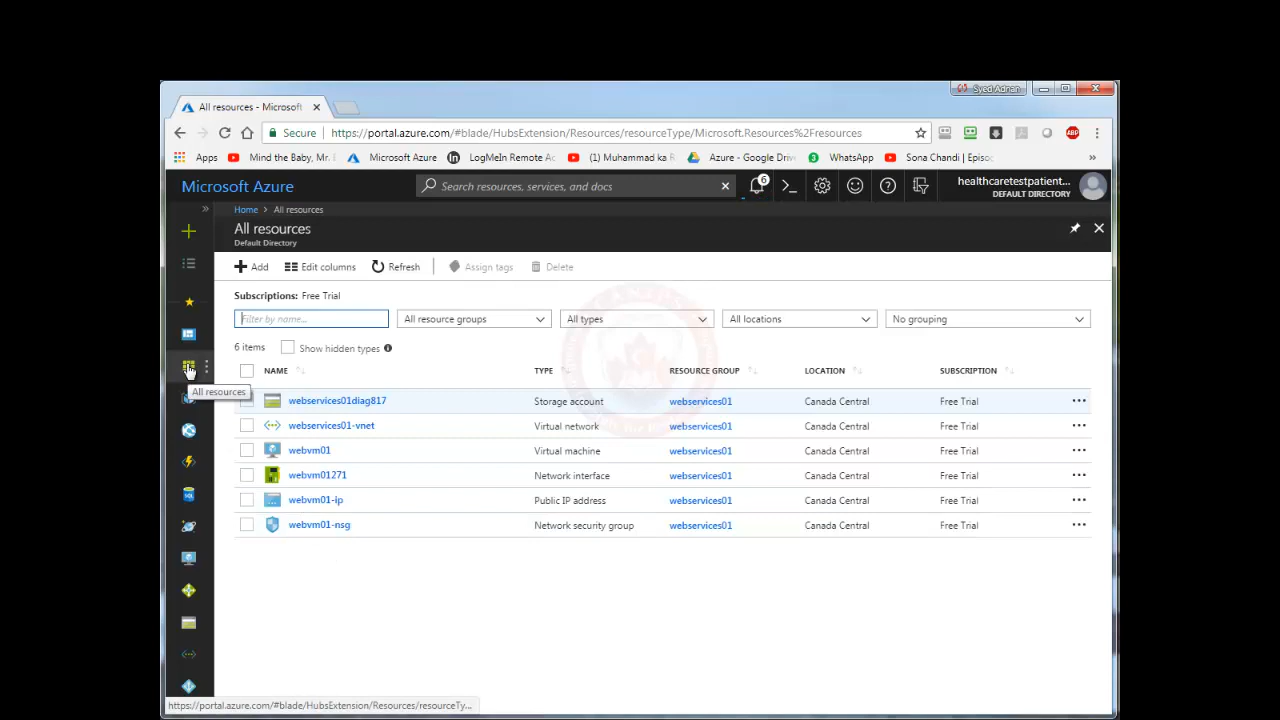 Syed Adnan
All resources - Microsoft
Secure https://portal.azure.com/#blade/HubsExtension/Resources/resourceType/Microsoft.Resources%2Fresources
Apps Mind the Baby, Mr. Microsoft Azure LogMeIn Remote Ac (1) Muhammad ka R Azure - Google Driv WhatsApp Sona Chandi | Episo
Microsoft Azure Search resources, services, and docs 6 healthcaretestpatient...
DEFAULT DIRECTORY
Home > All resources
All resources
Default Directory
Add Edit columns Refresh Assign tags Delete
Subscriptions: Free Trial
Filter by name... All resource groups All types All locations No grouping
6 items Show hidden types
NAME TYPE RESOURCE GROUP LOCATION SUBSCRIPTION
All resources
webservices01diag817 Storage account webservices01 Canada Central Free Trial
webservices01-vnet Virtual network webservices01 Canada Central Free Trial
webvm01 Virtual machine webservices01 Canada Central Free Trial
webvm01271 Network interface webservices01 Canada Central Free Trial
webvm01-ip Public IP address webservices01 Canada Central Free Trial
webvm01-nsg Network security group webservices01 Canada Central Free Trial
https://portal.azure.com/#blade/HubsExtension/Resources/resourceTy...